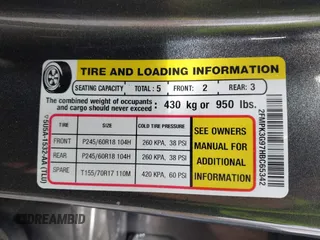 TIRE AND LOADING INFORMATION
SEATING CAPACITY TOTAL: 5 FRONT: 2 REAR: 3
The combined weight of occupants and cargo should never exceed: 430 kg or 950 lbs.
TIRE SIZE COLD TIRE PRESSURE
FRONT P245/60R18 104H 260 KPA, 38 PSI
REAR P245/60R18 104H 260 KPA, 38 PSI
SPARE T155/70R17 110M 420 KPA, 60 PSI
SEE OWNERS
MANUAL FOR
ADDITIONAL
INFORMATION
2FMPK3G97HBC65352
DREAMBID